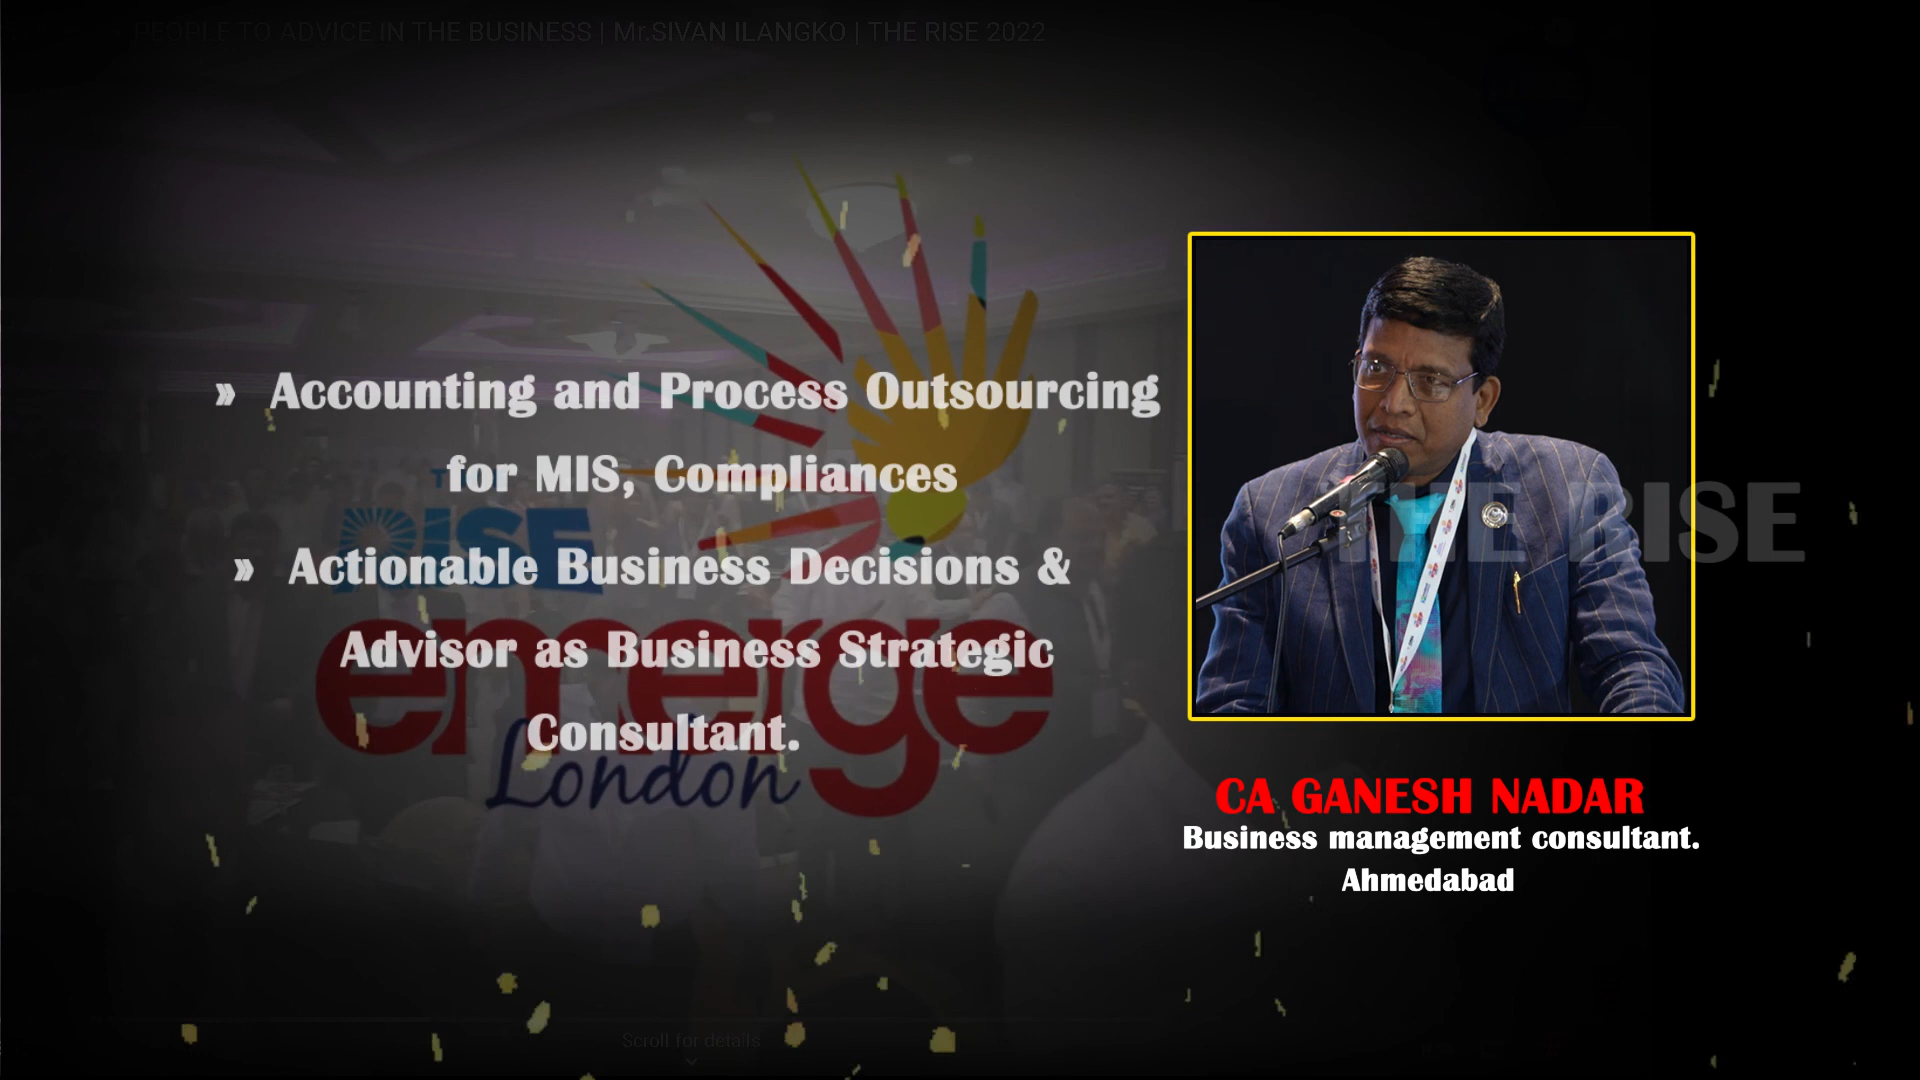 PEOPLE TO ADVICE IN THE BUSINESS | Mr.SIVAN ILANGKO | THE RISE 2022
» Accounting and Process Outsourcing
for MIS, Compliances
» Actionable Business Decisions &
Advisor as Business Strategic
Consultant.
RISE
emerge
London
THE RISE
CA GANESH NADAR
Business management consultant.
Ahmedabad
Scroll for details